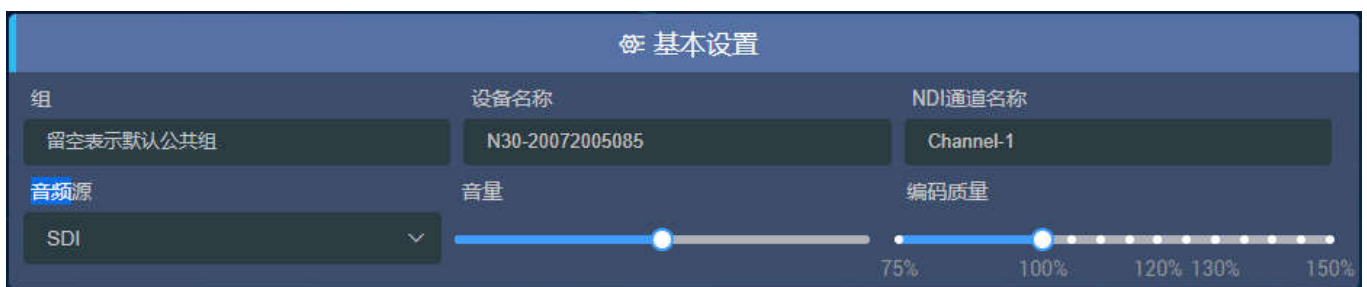 基本设置
组 设备名称 NDI通道名称
留空表示默认公共组 N30-20072005085 Channel-1
音频源 音量 编码质量
SDI
75% 100% 120% 130% 150%